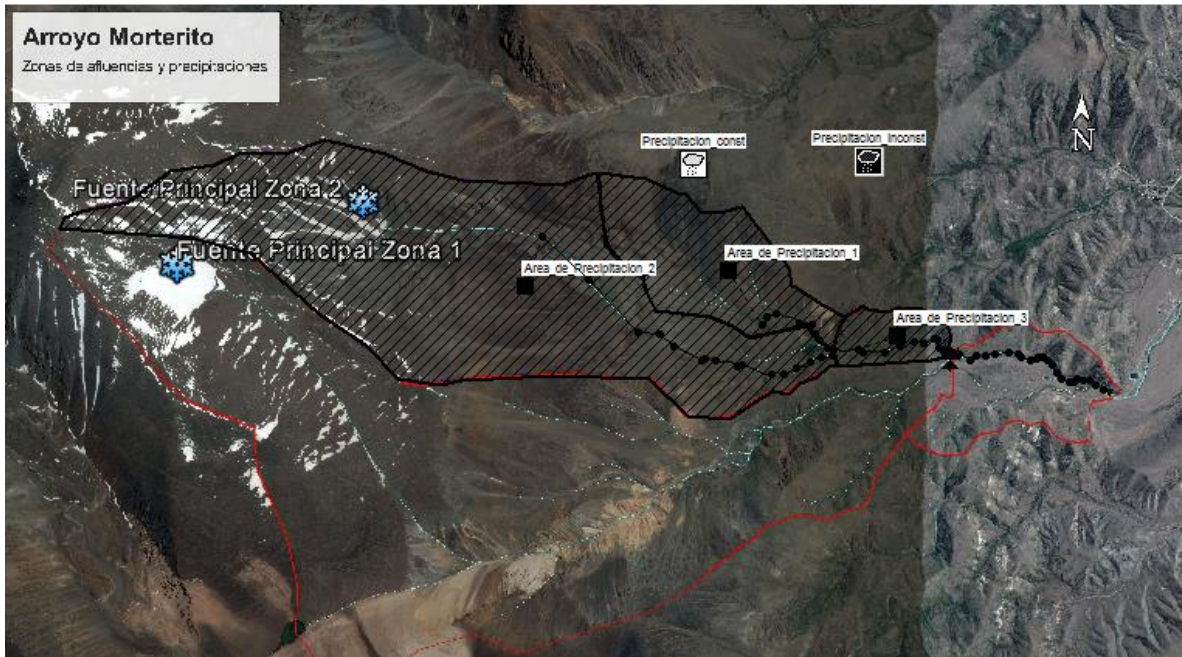 Arroyo Morterito
Zonas de afluencias y precipitaciones
Precipitacion_const
Precipitacion_inconst
Fuente Principal Zona 2
Fuente Principal Zona 1
Area_de_Precipitacion_1
Area_de_Precipitacion_2
Area_de_Precipitacion_3
N